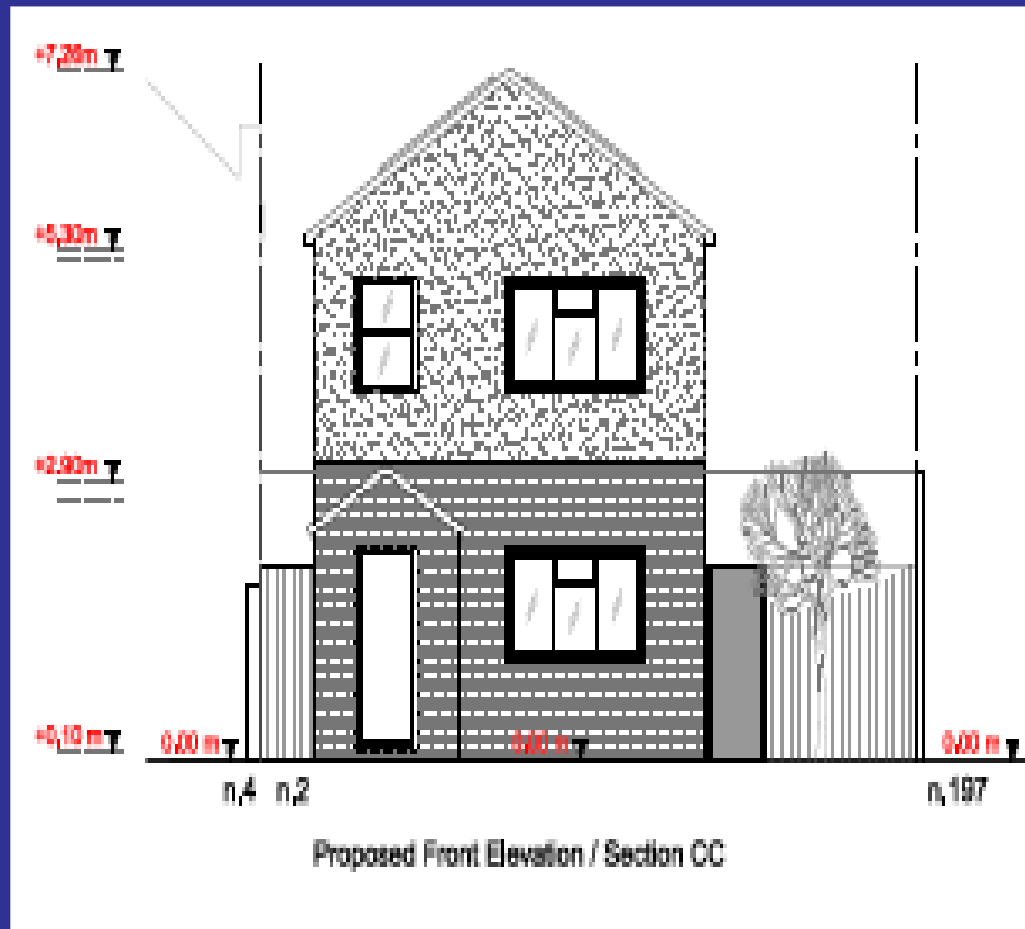 +7,26m
+5,30m
+2,90m
+0,10 m
0,00 m
0,00 m
0,00 m
n,4 n,2
n,197
Proposed Front Elevation / Section CC